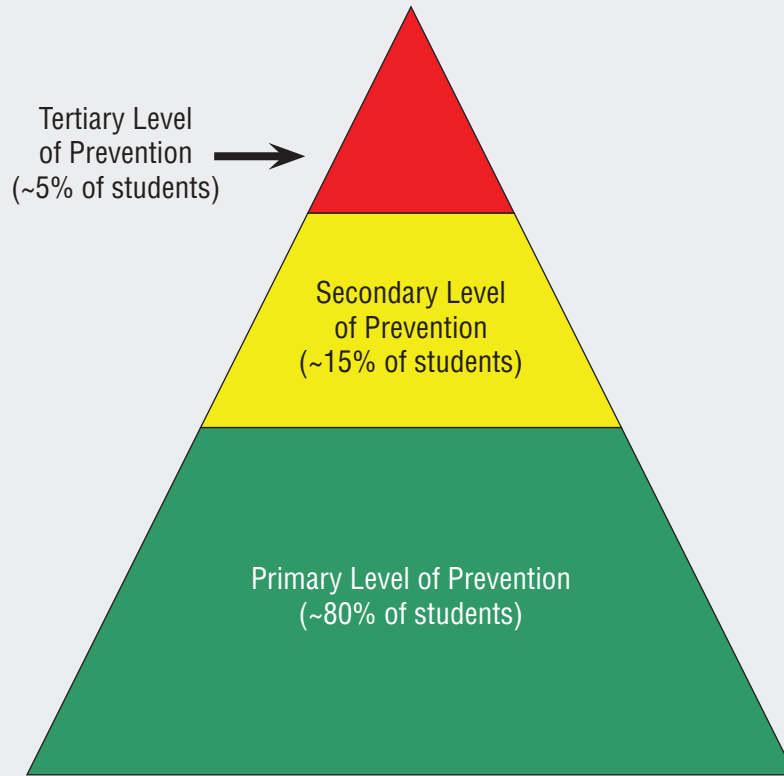 Tertiary Level
of Prevention
(~5% of students)
Secondary Level
of Prevention
(~15% of students)
Primary Level of Prevention
(~80% of students)